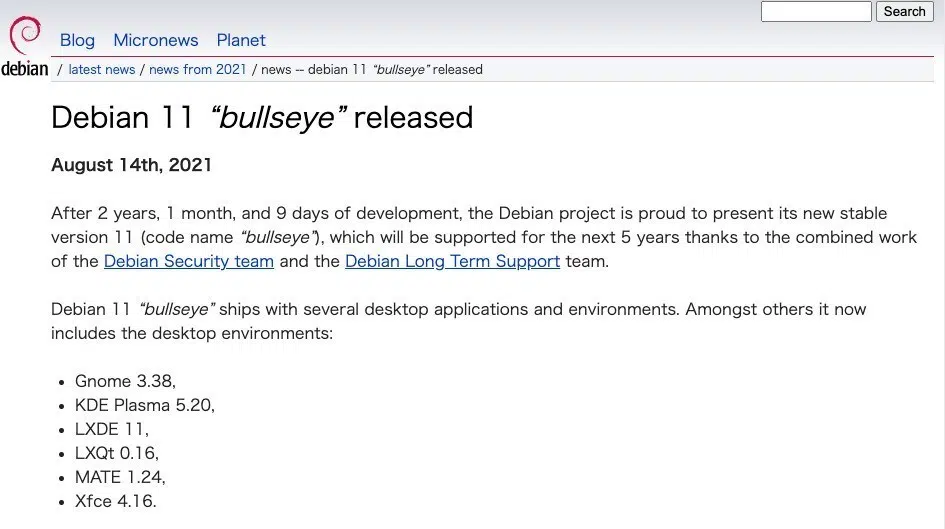 Search
Blog Micronews Planet
debian / latest news / news from 2021 / news -- debian 11 “bullseye” released
Debian 11 “bullseye” released
August 14th, 2021
After 2 years, 1 month, and 9 days of development, the Debian project is proud to present its new stable
version 11 (code name “bullseye”), which will be supported for the next 5 years thanks to the combined work
of the Debian Security team and the Debian Long Term Support team.
Debian 11 “bullseye” ships with several desktop applications and environments. Amongst others it now
includes the desktop environments:
• Gnome 3.38,
• KDE Plasma 5.20,
• LXDE 11,
• LXQt 0.16,
• MATE 1.24,
• Xfce 4.16.